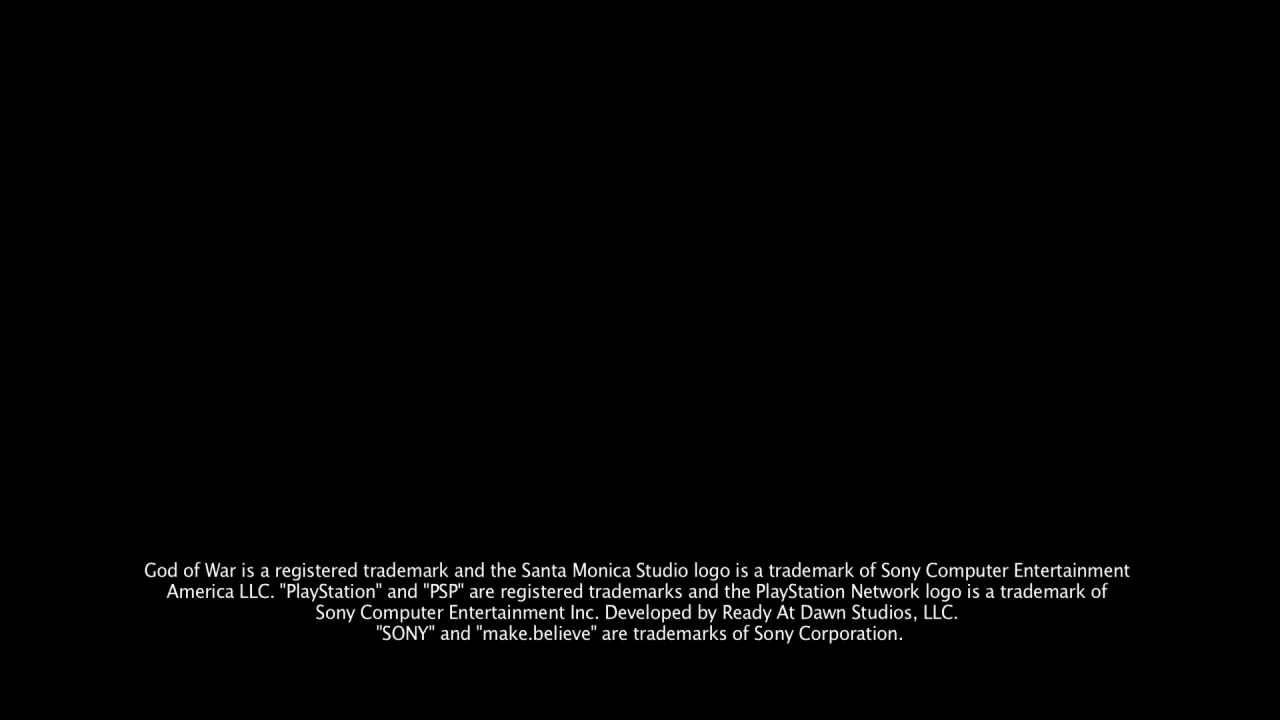 God of War is a registered trademark and the Santa Monica Studio logo is a trademark of Sony Computer Entertainment
America LLC. "PlayStation" and "PSP" are registered trademarks and the PlayStation Network logo is a trademark of
Sony Computer Entertainment Inc. Developed by Ready At Dawn Studios, LLC.
"SONY" and "make.believe" are trademarks of Sony Corporation.